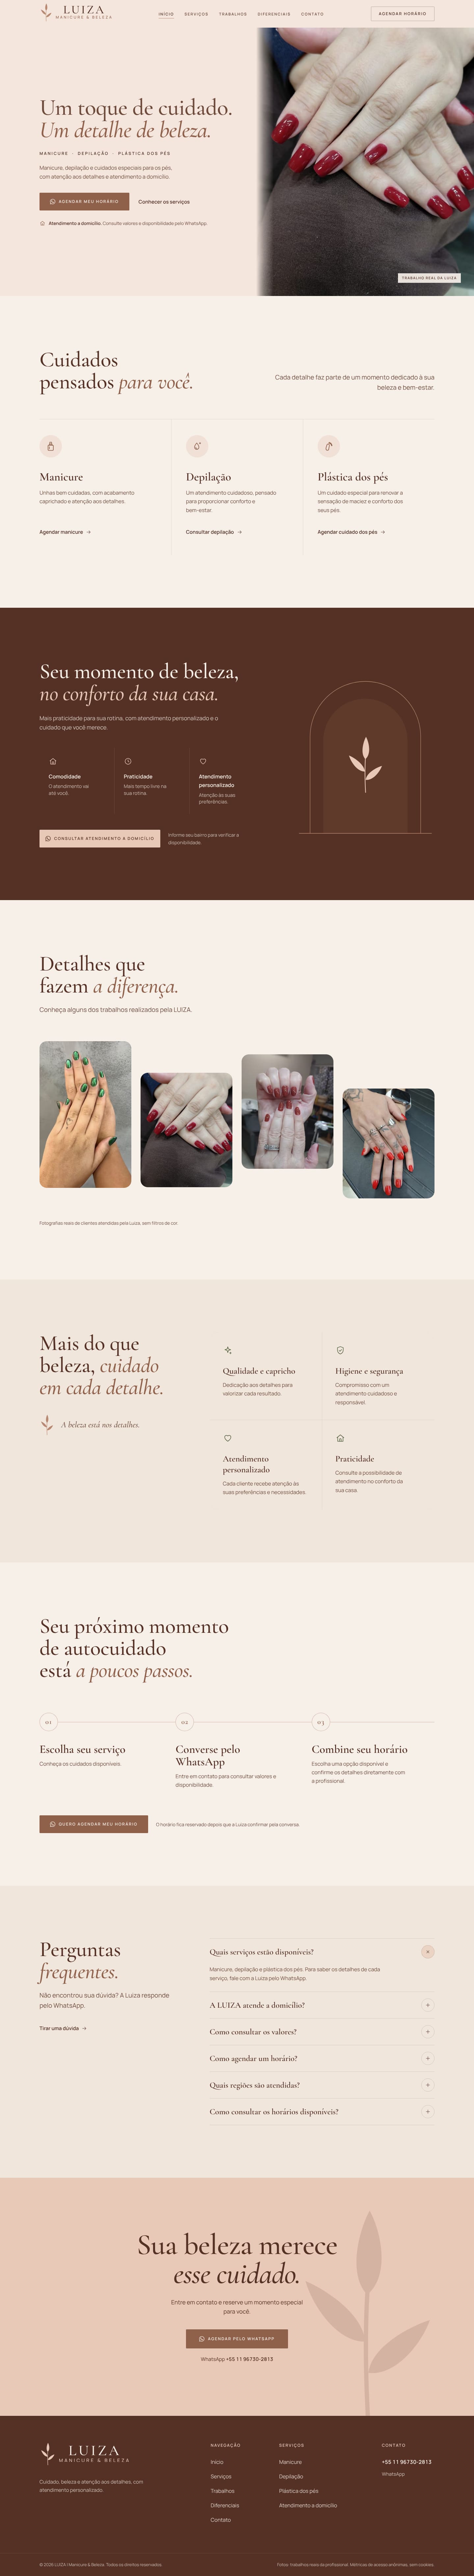 LUIZA
MANICURE & BELEZA
INÍCIO SERVIÇOS TRABALHOS DIFERENCIAIS CONTATO
AGENDAR HORÁRIO
Um toque de cuidado.
Um detalhe de beleza.
MANICURE · DEPILAÇÃO · PLÁSTICA DOS PÉS
Manicure, depilação e cuidados especiais para os pés,
com atenção aos detalhes e atendimento a domicílio.
AGENDAR MEU HORÁRIO
Conhecer os serviços
Atendimento a domicílio. Consulte valores e disponibilidade pelo WhatsApp.
TRABALHO REAL DA LUIZA
Cuidados
pensados para você.
Cada detalhe faz parte de um momento dedicado à sua
beleza e bem-estar.
Manicure
Unhas bem cuidadas, com acabamento
caprichado e atenção aos detalhes.
Agendar manicure →
Depilação
Um atendimento cuidadoso, pensado
para proporcionar conforto e
bem-estar.
Consultar depilação →
Plástica dos pés
Um cuidado especial para renovar a
sensação de maciez e conforto dos
seus pés.
Agendar cuidado dos pés →
Seu momento de beleza,
no conforto da sua casa.
Mais praticidade para sua rotina, com atendimento personalizado e o
cuidado que você merece.
Comodidade
O atendimento vai
até você.
Praticidade
Mais tempo livre na
sua rotina.
Atendimento
personalizado
Atenção às suas
preferências.
CONSULTAR ATENDIMENTO A DOMICÍLIO
Informe seu bairro para verificar a
disponibilidade.
Detalhes que
fazem a diferença.
Conheça alguns dos trabalhos realizados pela LUIZA.
Fotografias reais de clientes atendidas pela Luiza, sem filtros de cor.
Mais do que
beleza, cuidado
em cada detalhe.
A beleza está nos detalhes.
Qualidade e capricho
Dedicação aos detalhes para
valorizar cada resultado.
Higiene e segurança
Compromisso com um
atendimento cuidadoso e
responsável.
Atendimento
personalizado
Cada cliente recebe atenção às
suas preferências e necessidades.
Praticidade
Consulte a possibilidade de
atendimento no conforto da
sua casa.
Seu próximo momento
de autocuidado
está a poucos passos.
01
Escolha seu serviço
Conheça os cuidados disponíveis.
02
Converse pelo
WhatsApp
Entre em contato para consultar valores e
disponibilidade.
03
Combine seu horário
Escolha uma opção disponível e
confirme os detalhes diretamente com
a profissional.
QUERO AGENDAR MEU HORÁRIO
O horário fica reservado depois que a Luiza confirmar pela conversa.
Perguntas
frequentes.
Não encontrou sua dúvida? A Luiza responde
pelo WhatsApp.
Tirar uma dúvida →
Quais serviços estão disponíveis?
Manicure, depilação e plástica dos pés. Para saber os detalhes de cada
serviço, fale com a Luiza pelo WhatsApp.
A LUIZA atende a domicílio?
Como consultar os valores?
Como agendar um horário?
Quais regiões são atendidas?
Como consultar os horários disponíveis?
Sua beleza merece
esse cuidado.
Entre em contato e reserve um momento especial
para você.
AGENDAR PELO WHATSAPP
WhatsApp +55 11 96730-2813
LUIZA
MANICURE & BELEZA
Cuidado, beleza e atenção aos detalhes, com
atendimento personalizado.
NAVEGAÇÃO
Início
Serviços
Trabalhos
Diferenciais
Contato
SERVIÇOS
Manicure
Depilação
Plástica dos pés
Atendimento a domicílio
CONTATO
+55 11 96730-2813
WhatsApp
© 2026 LUIZA | Manicure & Beleza. Todos os direitos reservados.
Fotos: trabalhos reais da profissional. Métricas de acesso anônimas, sem cookies.